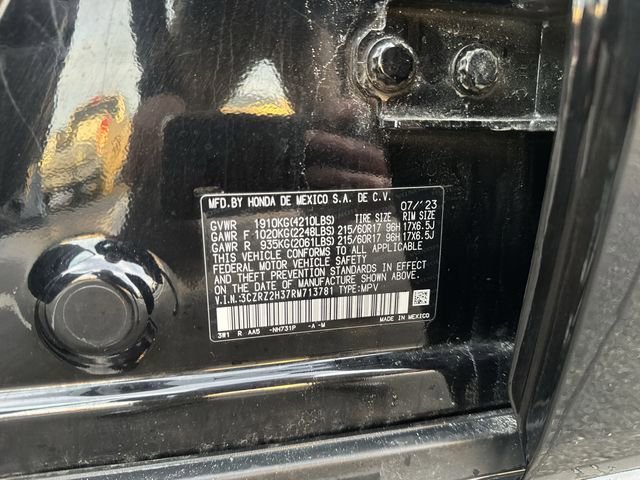 MFD.BY HONDA DE MEXICO S.A. DE C.V. 07/'23
GVWR 1910KG(4210LBS) TIRE SIZE RIM SIZE
GAWR F 1020KG(2248LBS) 215/60R17 96H 17X6.5J
GAWR R 935KG(2061LBS) 215/60R17 96H 17X6.5J
THIS VEHICLE CONFORMS TO ALL APPLICABLE
FEDERAL MOTOR VEHICLE SAFETY
AND THEFT PREVENTION STANDARDS IN EFFECT ON THE
DATE OF MANUFACTURE SHOWN ABOVE.
V.I.N.:3CZRZ2H37RM713781 TYPE:MPV
3W1 R AA5 -NH731P -A -M MADE IN MEXICO